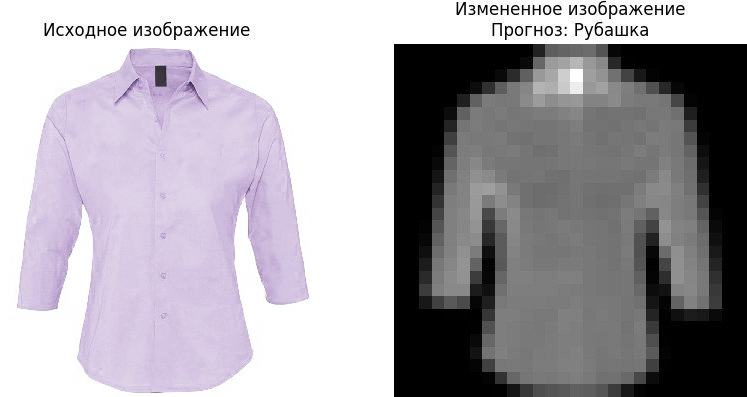 Исходное изображение
Измененное изображение
Прогноз: Рубашка